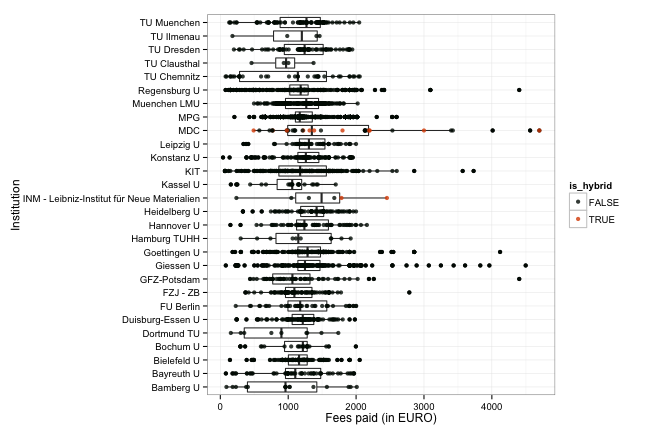 TU Muenchen
TU Ilmenau
TU Dresden
TU Clausthal
TU Chemnitz
Regensburg U
Muenchen LMU
MPG
MDC
Leipzig U
Konstanz U
KIT
Kassel U
INM - Leibniz-Institut für Neue Materialien
Heidelberg U
Hannover U
Hamburg TUHH
Goettingen U
Giessen U
GFZ-Potsdam
FZJ - ZB
FU Berlin
Duisburg-Essen U
Dortmund TU
Bochum U
Bielefeld U
Bayreuth U
Bamberg U
Institution
0 1000 2000 3000 4000
Fees paid (in EURO)
is_hybrid
FALSE
TRUE